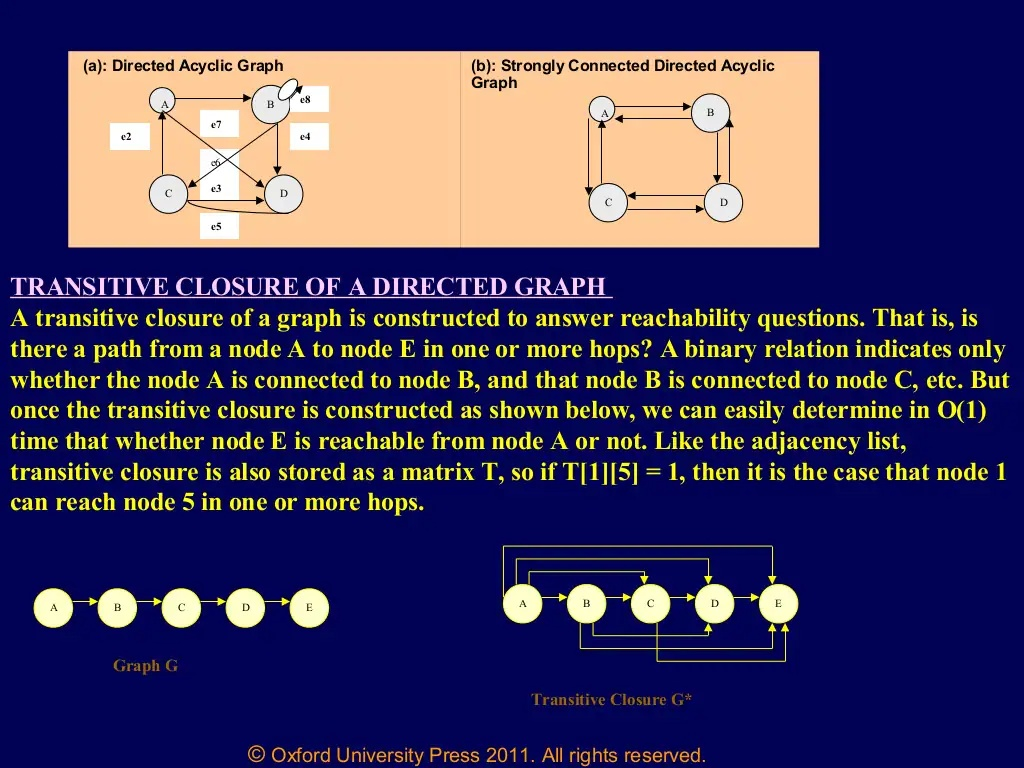 (a): Directed Acyclic Graph
A
B
e8
e7
e2
e4
e6
C
e3
D
e5
(b): Strongly Connected Directed Acyclic
Graph
A
B
C
D
TRANSITIVE CLOSURE OF A DIRECTED GRAPH
A transitive closure of a graph is constructed to answer reachability questions. That is, is
there a path from a node A to node E in one or more hops? A binary relation indicates only
whether the node A is connected to node B, and that node B is connected to node C, etc. But
once the transitive closure is constructed as shown below, we can easily determine in O(1)
time that whether node E is reachable from node A or not. Like the adjacency list,
transitive closure is also stored as a matrix T, so if T[1][5] = 1, then it is the case that node 1
can reach node 5 in one or more hops.
A B C D E
Graph G
A B C D E
Transitive Closure G*
© Oxford University Press 2011. All rights reserved.